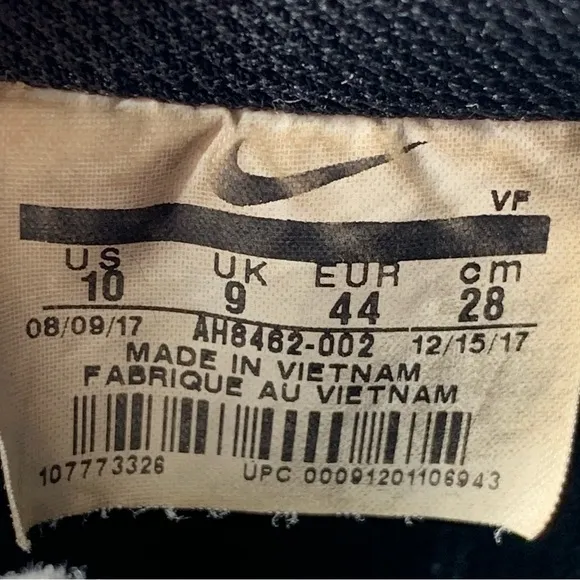 VF
US UK EUR cm
10 9 44 28
08/09/17 AH8462-002 12/15/17
MADE IN VIETNAM
FABRIQUE AU VIETNAM
107773326 UPC 00091201106943